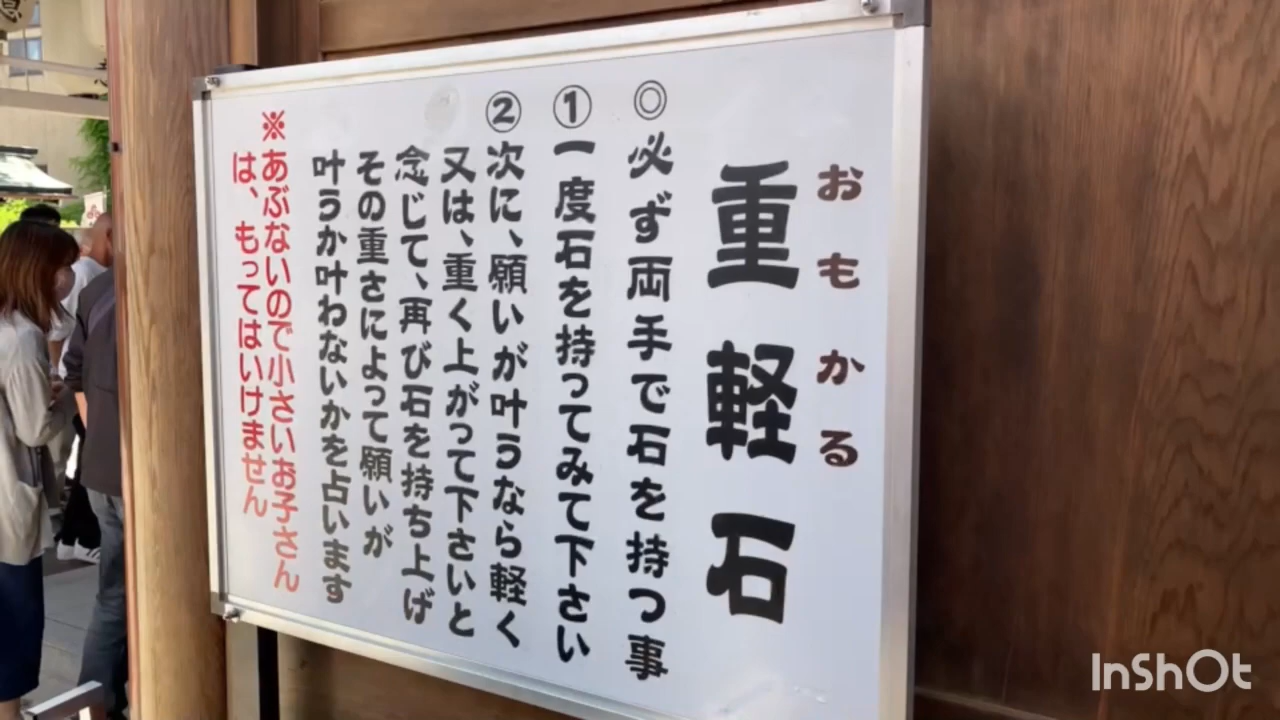 おもかる
重軽石
◎必ず両手で石を持つ事
①一度石を持ってみて下さい
②次に、願いが叶うなら軽く
又は、重く上がって下さいと
念じて、再び石を持ち上げ
その重さによって願いが
叶うか叶わないかを占います
※あぶないので小さいお子さん
は、もってはいけません
InShOt